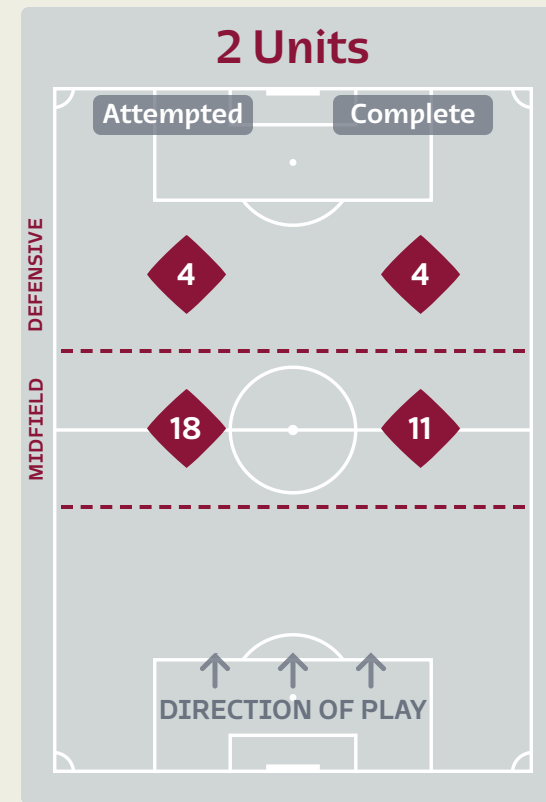 2 Units
Attempted Complete
DEFENSIVE
4 4
MIDFIELD
18 11
DIRECTION OF PLAY